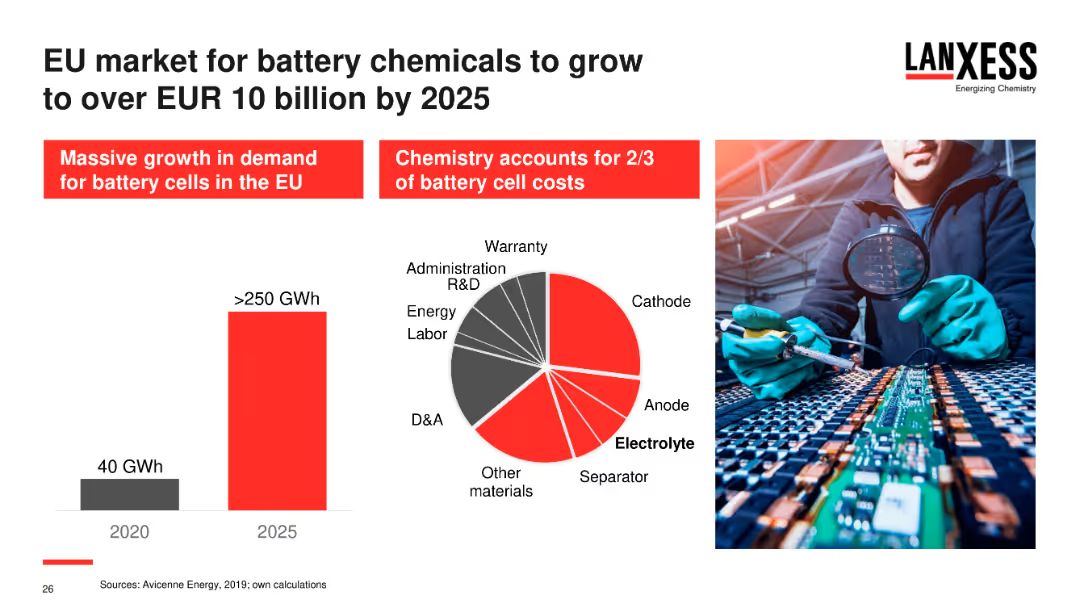 EU market for battery chemicals to grow
to over EUR 10 billion by 2025
LANXESS
Energizing Chemistry
Massive growth in demand
for battery cells in the EU
Chemistry accounts for 2/3
of battery cell costs
>250 GWh
40 GWh
2020
2025
Warranty
Administration
R&D
Energy
Labor
D&A
Cathode
Anode
Electrolyte
Separator
Other
materials
26
Sources: Avicenne Energy, 2019; own calculations